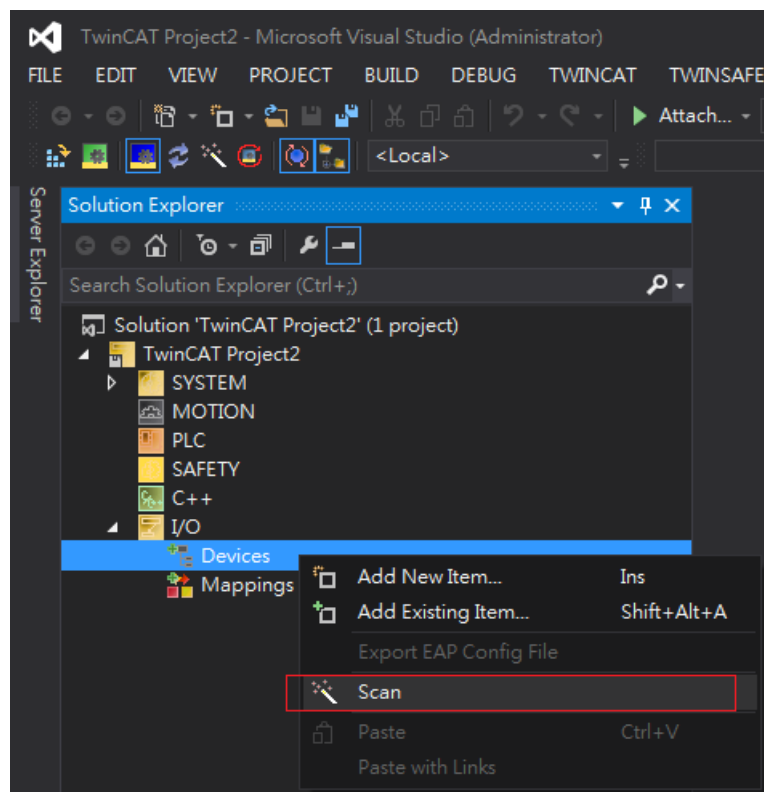 TwinCAT Project2 - Microsoft Visual Studio (Administrator)
FILE EDIT VIEW PROJECT BUILD DEBUG TWINCAT TWINSAFE
Attach...
<Local>
Server Explorer
Solution Explorer
Search Solution Explorer (Ctrl+;)
Solution 'TwinCAT Project2' (1 project)
TwinCAT Project2
SYSTEM
MOTION
PLC
SAFETY
C++
I/O
Devices
Mappings
Add New Item... Ins
Add Existing Item... Shift+Alt+A
Export EAP Config File
Scan
Paste Ctrl+V
Paste with Links